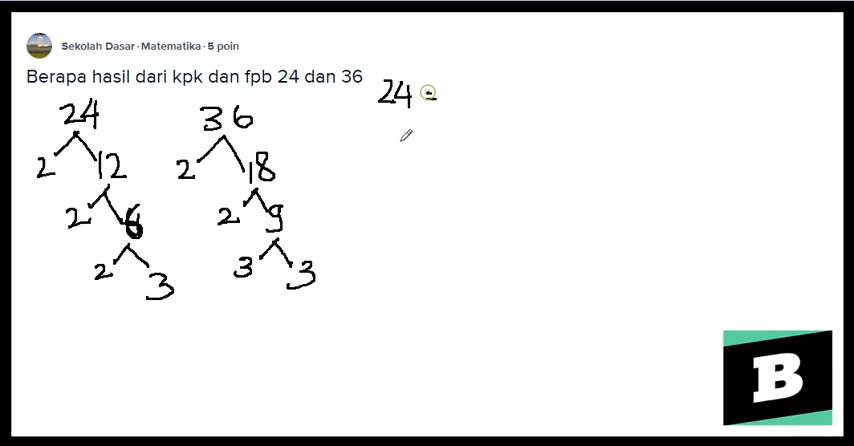 Sekolah Dasar · Matematika · 5 poin
Berapa hasil dari kpk dan fpb 24 dan 36
24 =
24 36
2 12 2 18
2 6 2 9
2 3 3 3
B